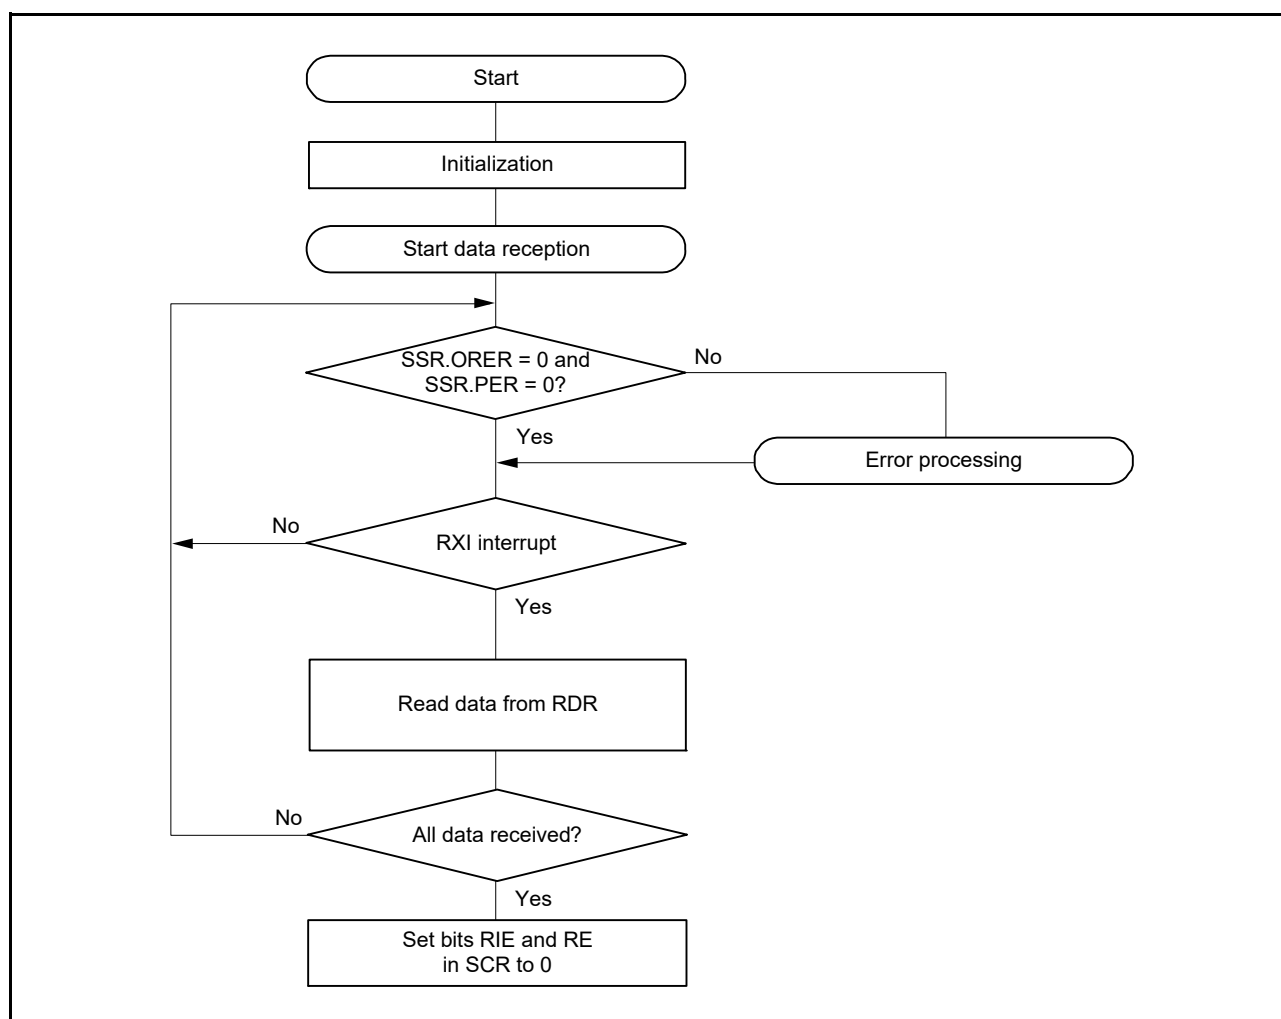 Start
Initialization
Start data reception
SSR.ORER = 0 and
SSR.PER = 0?
No
Yes
Error processing
No
RXI interrupt
Yes
Read data from RDR
No
All data received?
Yes
Set bits RIE and RE
in SCR to 0